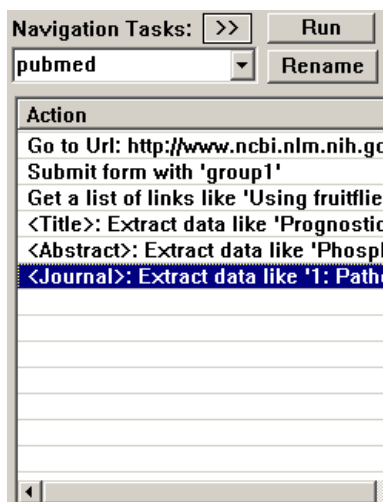 Navigation Tasks: >> Run
pubmed Rename
Action
Go to Url: http://www.ncbi.nlm.nih.go
Submit form with 'group1'
Get a list of links like 'Using fruitflie
<Title>: Extract data like 'Prognostic
<Abstract>: Extract data like 'Phosph
<Journal>: Extract data like '1: Patho